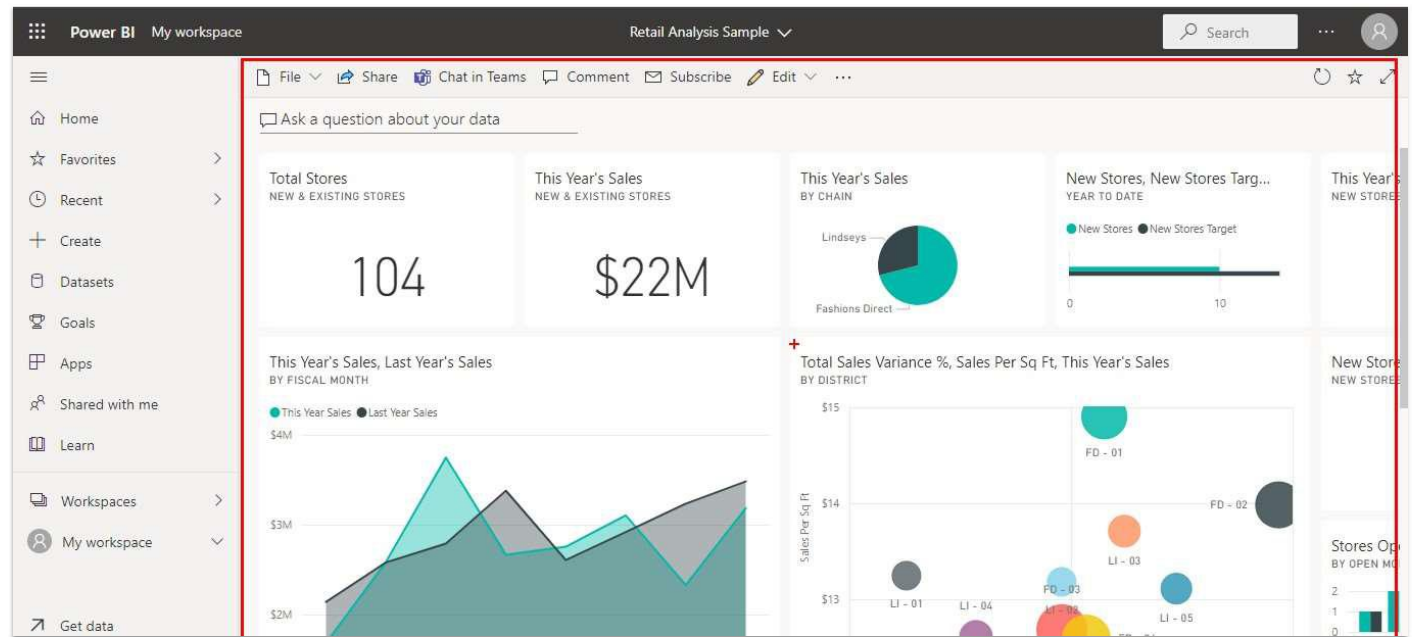 Power BI My workspace
Retail Analysis Sample
Search
File Share Chat in Teams Comment Subscribe Edit
Ask a question about your data
Home
Favorites
Recent
Create
Datasets
Goals
Apps
Shared with me
Learn
Workspaces
My workspace
Get data
Total Stores
NEW & EXISTING STORES
104
This Year's Sales
NEW & EXISTING STORES
$22M
This Year's Sales
BY CHAIN
Lindseys
Fashions Direct
New Stores, New Stores Targ...
YEAR TO DATE
New Stores New Stores Target
0 10
This Year's
NEW STORE
This Year's Sales, Last Year's Sales
BY FISCAL MONTH
This Year Sales Last Year Sales
$4M
$3M
$2M
Total Sales Variance %, Sales Per Sq Ft, This Year's Sales
BY DISTRICT
Sales Per Sq Ft
$15
FD - 01
$14
FD - 02
LI - 03
$13
LI - 01
LI - 04
FD - 03
LI - 02
LI - 05
New Store
NEW STORE
Stores Op
BY OPEN MO
2
1
0